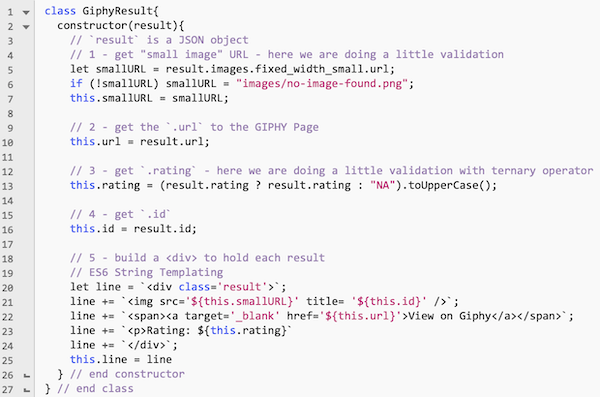 1 class GiphyResult{
2   constructor(result){
3     // `result` is a JSON object
4     // 1 - get "small image" URL - here we are doing a little validation
5     let smallURL = result.images.fixed_width_small.url;
6     if (!smallURL) smallURL = "images/no-image-found.png";
7     this.smallURL = smallURL;
8
9     // 2 - get the `.url` to the GIPHY Page
10     this.url = result.url;
11
12     // 3 - get `.rating` - here we are doing a little validation with ternary operator
13     this.rating = (result.rating ? result.rating : "NA").toUpperCase();
14
15     // 4 - get `.id`
16     this.id = result.id;
17
18     // 5 - build a <div> to hold each result
19     // ES6 String Templating
20     let line = `<div class='result'>`;
21     line += `<img src='${this.smallURL}' title= '${this.id}' />`;
22     line += `<span><a target='_blank' href='${this.url}'>View on Giphy</a></span>`;
23     line += `<p>Rating: ${this.rating}`
24     line += `</div>`;
25     this.line = line
26   } // end constructor
27 } // end class